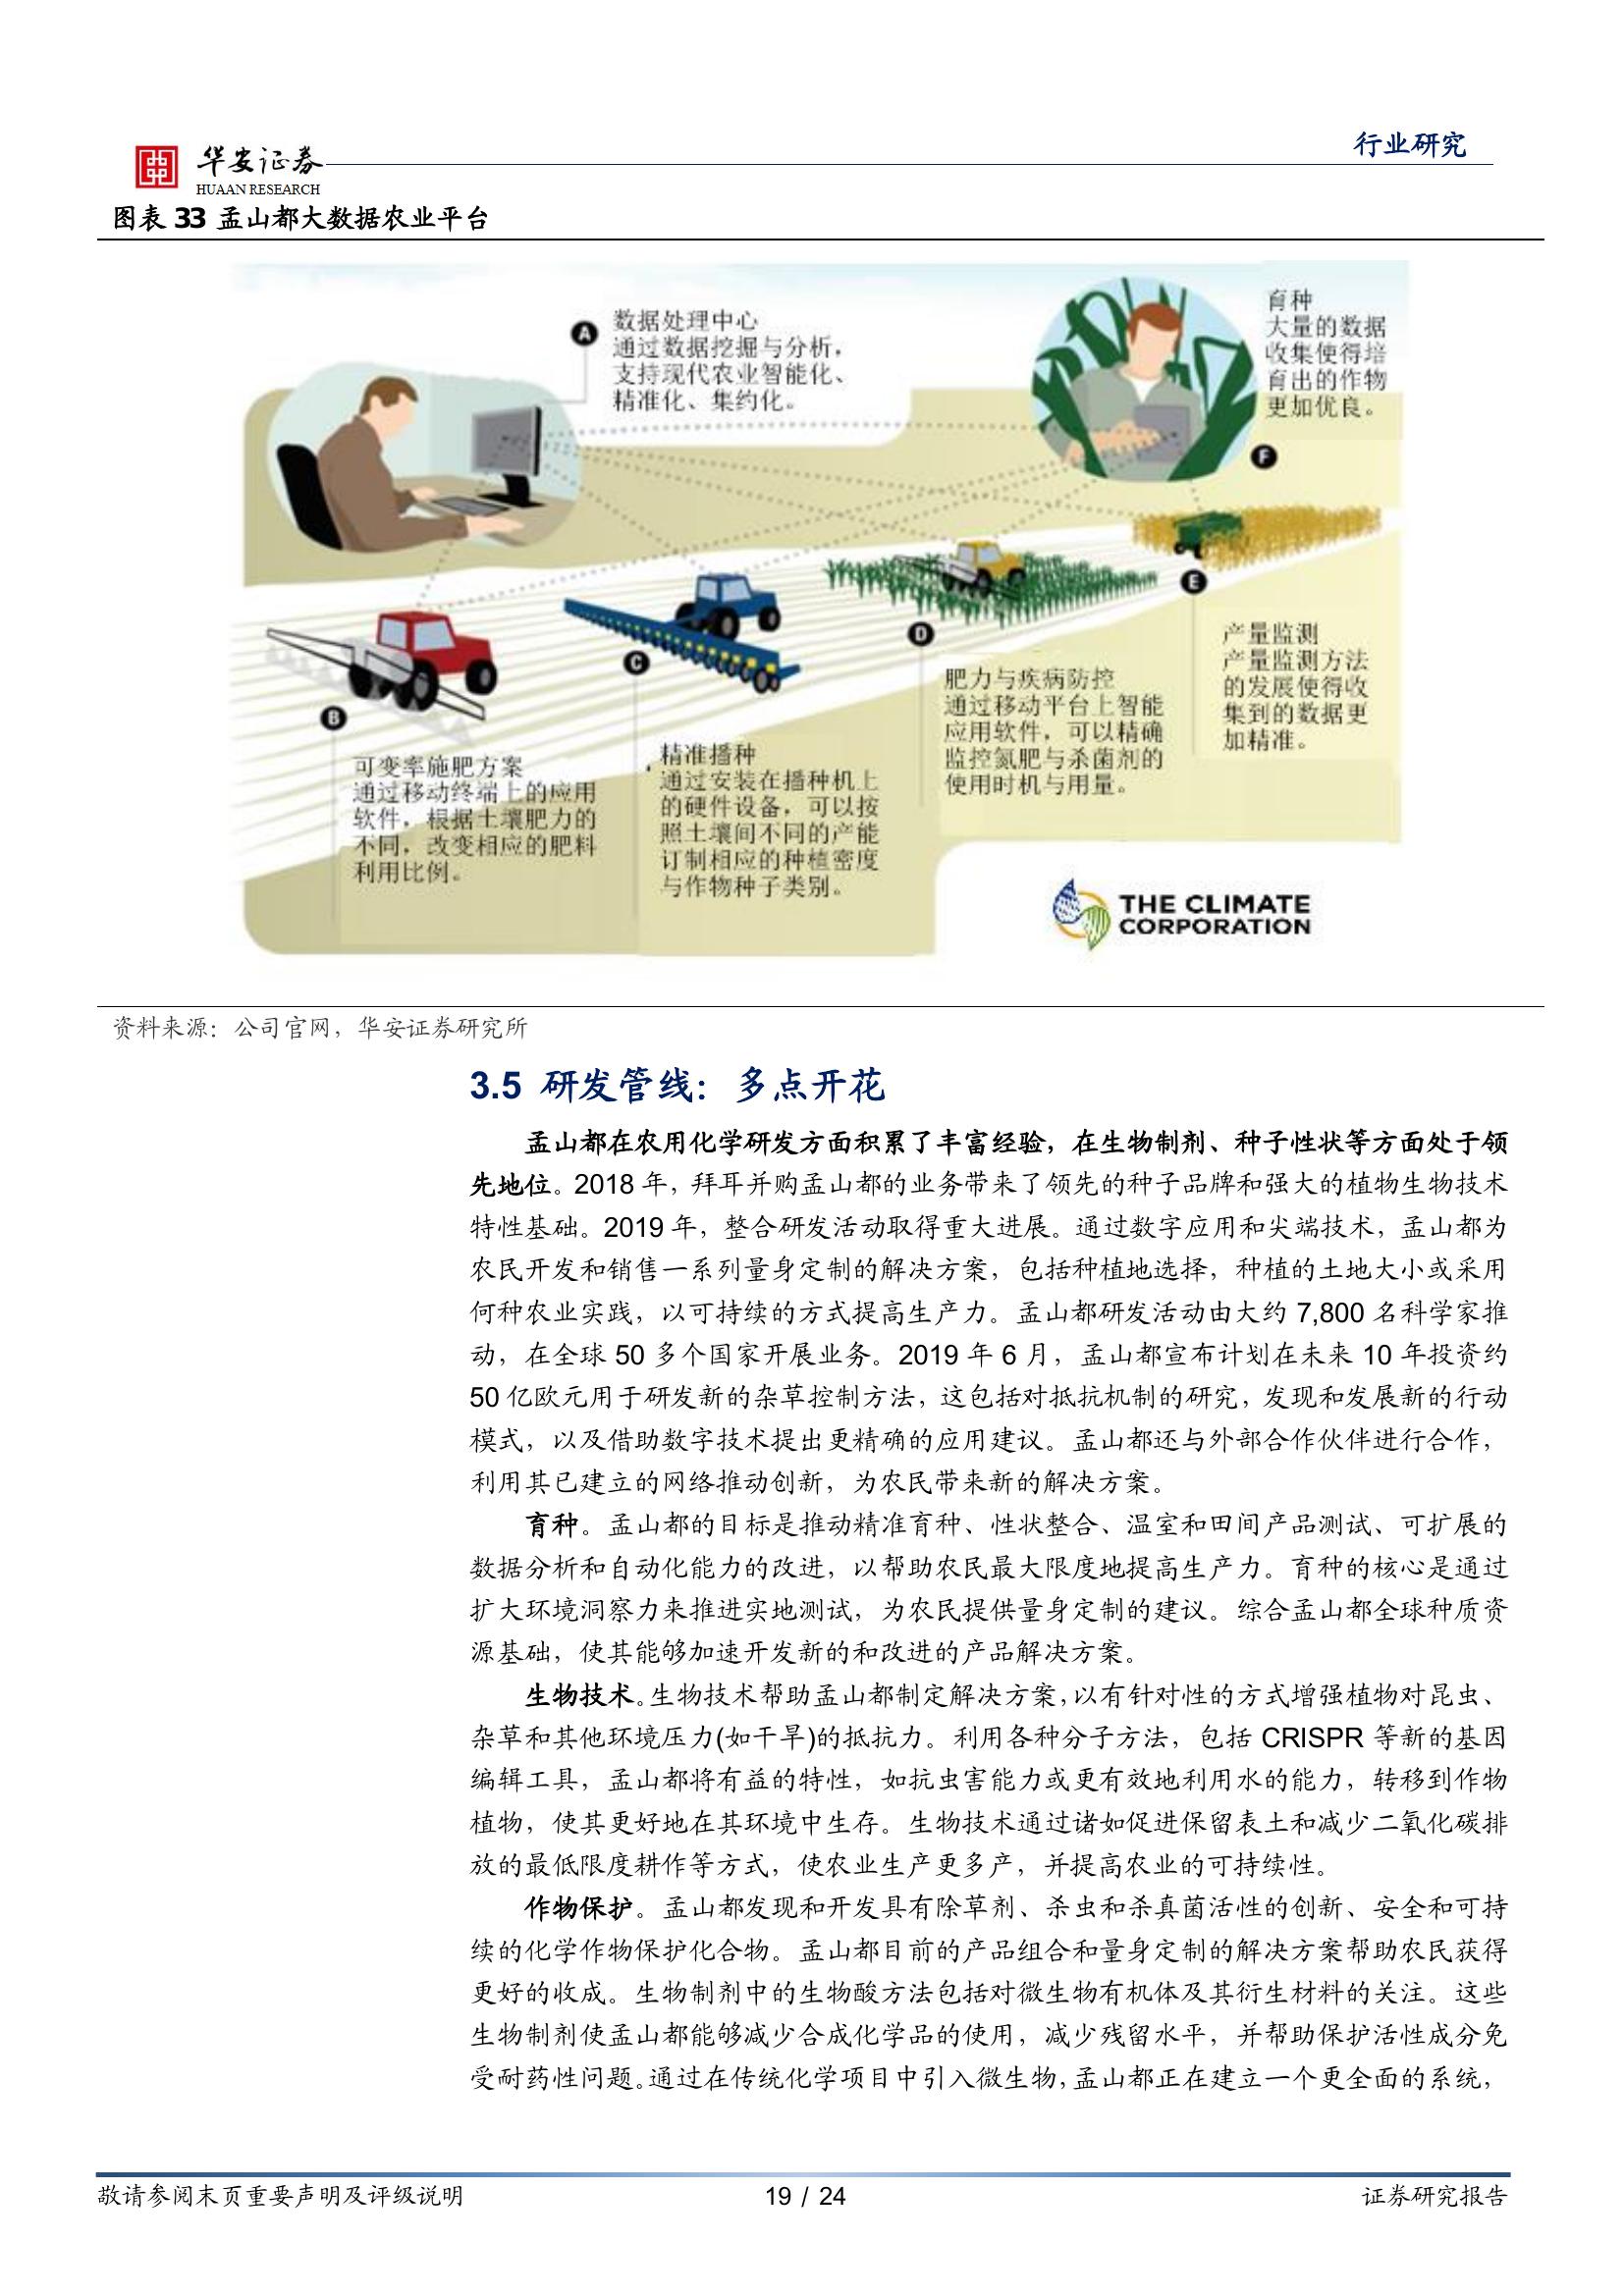 行业研究
华安证券
HUAAN RESEARCH
图表 33 孟山都大数据农业平台
A
数据处理中心
通过数据挖掘与分析，
支持现代农业智能化、
精准化、集约化。
育种
大量的数据
收集使得培
育出的作物
更加优良。
F
E
产量监测
产量监测方法
的发展使得收
集到的数据更
加精准。
D
肥力与疾病防控
通过移动平台上智能
应用软件，可以精确
监控氮肥与杀菌剂的
使用时机与用量。
C
精准播种
通过安装在播种机上
的硬件设备，可以按
照土壤间不同的产能
订制相应的种植密度
与作物种子类别。
B
可变率施肥方案
通过移动终端上的应用
软件，根据土壤肥力的
不同，改变相应的肥料
利用比例。
THE CLIMATE
CORPORATION
资料来源：公司官网，华安证券研究所
3.5 研发管线：多点开花
孟山都在农用化学研发方面积累了丰富经验，在生物制剂、种子性状等方面处于领
先地位。2018 年，拜耳并购孟山都的业务带来了领先的种子品牌和强大的植物生物技术
特性基础。2019 年，整合研发活动取得重大进展。通过数字应用和尖端技术，孟山都为
农民开发和销售一系列量身定制的解决方案，包括种植地选择，种植的土地大小或采用
何种农业实践，以可持续的方式提高生产力。孟山都研发活动由大约 7,800 名科学家推
动，在全球 50 多个国家开展业务。2019 年 6 月，孟山都宣布计划在未来 10 年投资约
50 亿欧元用于研发新的杂草控制方法，这包括对抵抗机制的研究，发现和发展新的行动
模式，以及借助数字技术提出更精确的应用建议。孟山都还与外部合作伙伴进行合作，
利用其已建立的网络推动创新，为农民带来新的解决方案。
育种。孟山都的目标是推动精准育种、性状整合、温室和田间产品测试、可扩展的
数据分析和自动化能力的改进，以帮助农民最大限度地提高生产力。育种的核心是通过
扩大环境洞察力来推进实地测试，为农民提供量身定制的建议。综合孟山都全球种质资
源基础，使其能够加速开发新的和改进的产品解决方案。
生物技术。生物技术帮助孟山都制定解决方案，以有针对性的方式增强植物对昆虫、
杂草和其他环境压力(如干旱)的抵抗力。利用各种分子方法，包括 CRISPR 等新的基因
编辑工具，孟山都将有益的特性，如抗虫害能力或更有效地利用水的能力，转移到作物
植物，使其更好地在其环境中生存。生物技术通过诸如促进保留表土和减少二氧化碳排
放的最低限度耕作等方式，使农业生产更多产，并提高农业的可持续性。
作物保护。孟山都发现和开发具有除草剂、杀虫和杀真菌活性的创新、安全和可持
续的化学作物保护化合物。孟山都目前的产品组合和量身定制的解决方案帮助农民获得
更好的收成。生物制剂中的生物酸方法包括对微生物有机体及其衍生材料的关注。这些
生物制剂使孟山都能够减少合成化学品的使用，减少残留水平，并帮助保护活性成分免
受耐药性问题。通过在传统化学项目中引入微生物，孟山都正在建立一个更全面的系统，
敬请参阅末页重要声明及评级说明
19 / 24
证券研究报告